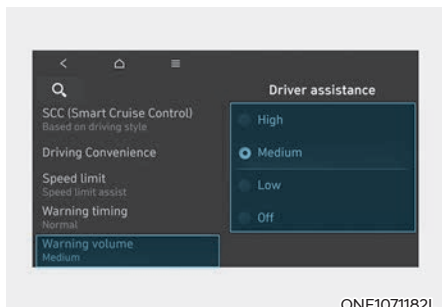 Driver assistance
SCC (Smart Cruise Control)
Based on driving style
Driving Convenience
Speed limit
Speed limit assist
Warning timing
Normal
Warning volume
Medium
High
Medium
Low
Off
ONE1071182L